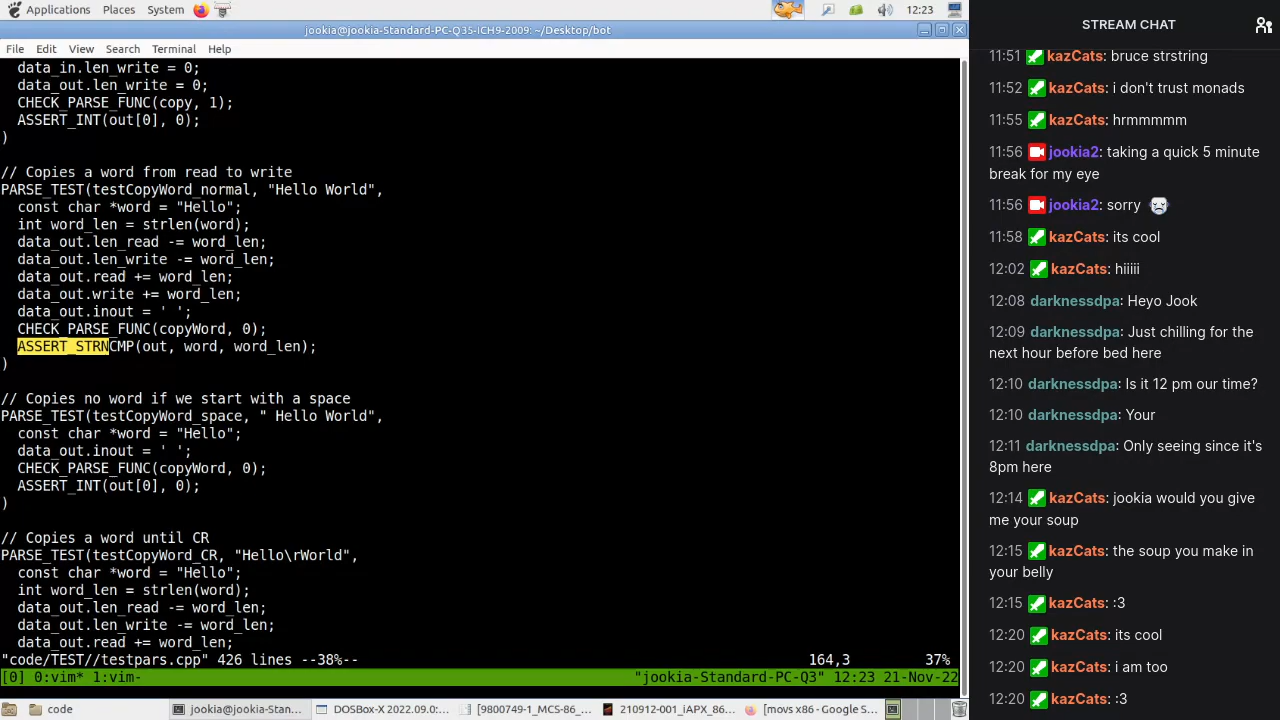 Applications Places System 12:23
jookia@jookia-Standard-PC-Q35-ICH9-2009: ~/Desktop/bot
File Edit View Search Terminal Help
  data_in.len_write = 0;
  data_out.len_write = 0;
  CHECK_PARSE_FUNC(copy, 1);
  ASSERT_INT(out[0], 0);
)
// Copies a word from read to write
PARSE_TEST(testCopyWord_normal, "Hello World",
  const char *word = "Hello";
  int word_len = strlen(word);
  data_out.len_read -= word_len;
  data_out.len_write -= word_len;
  data_out.read += word_len;
  data_out.write += word_len;
  data_out.inout = ' ';
  CHECK_PARSE_FUNC(copyWord, 0);
  ASSERT_STRNCMP(out, word, word_len);
)
// Copies no word if we start with a space
PARSE_TEST(testCopyWord_space, " Hello World",
  const char *word = "Hello";
  data_out.inout = ' ';
  CHECK_PARSE_FUNC(copyWord, 0);
  ASSERT_INT(out[0], 0);
)
// Copies a word until CR
PARSE_TEST(testCopyWord_CR, "Hello\rWorld",
  const char *word = "Hello";
  int word_len = strlen(word);
  data_out.len_read -= word_len;
  data_out.len_write -= word_len;
  data_out.read += word_len;
"code/TEST//testpars.cpp" 426 lines --38%-- 164,3 37%
[0] 0:vim* 1:vim- "jookia-Standard-PC-Q3" 12:23 21-Nov-22
code jookia@jookia-Stan... DOSBOX2.02.09.0:... [9800749-1_MCS-86_... 210912-001_iAPX_86... [movs x86 - Google S...
STREAM CHAT
11:51 kazCats: bruce strstring
11:52 kazCats: i don't trust monads
11:55 kazCats: hrmmmmm
11:56 jookia2: taking a quick 5 minute
break for my eye
11:56 jookia2: sorry
11:58 kazCats: its cool
12:02 kazCats: hiiiii
12:08 darknessdpa: Heyo Jook
12:09 darknessdpa: Just chilling for the
next hour before bed here
12:10 darknessdpa: Is it 12 pm our time?
12:10 darknessdpa: Your
12:11 darknessdpa: Only seeing since it's
8pm here
12:14 kazCats: jookia would you give
me your soup
12:15 kazCats: the soup you make in
your belly
12:15 kazCats: :3
12:20 kazCats: its cool
12:20 kazCats: i am too
12:20 kazCats: :3